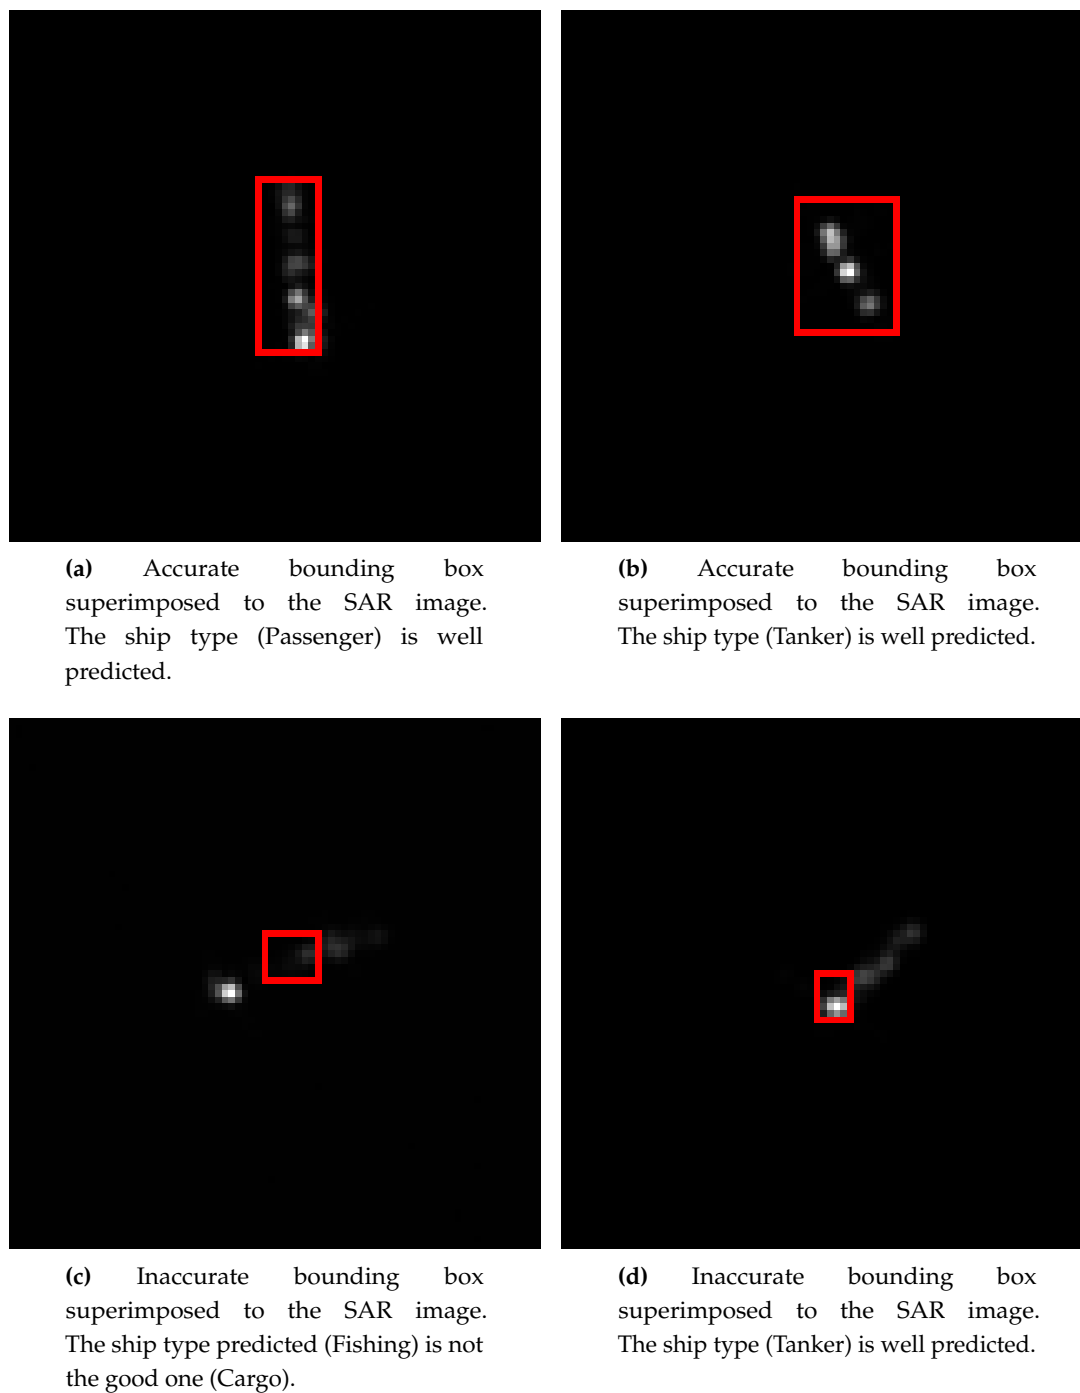 (a) Accurate bounding box
superimposed to the SAR image.
The ship type (Passenger) is well
predicted.
(b) Accurate bounding box
superimposed to the SAR image.
The ship type (Tanker) is well predicted.
(c) Inaccurate bounding box
superimposed to the SAR image.
The ship type predicted (Fishing) is not
the good one (Cargo).
(d) Inaccurate bounding box
superimposed to the SAR image.
The ship type (Tanker) is well predicted.